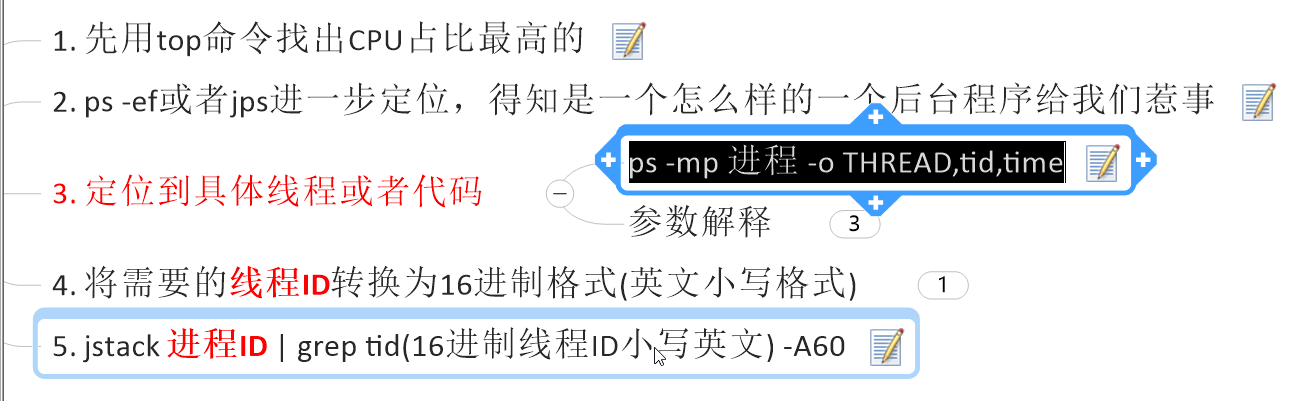 1. 先用top命令找出CPU占比最高的
2. ps -ef或者jps进一步定位，得知是一个怎么样的一个后台程序给我们惹事
3. 定位到具体线程或者代码
ps -mp 进程 -o THREAD,tid,time
参数解释 3
4. 将需要的线程ID转换为16进制格式(英文小写格式) 1
5. jstack 进程ID | grep tid(16进制线程ID小写英文) -A60